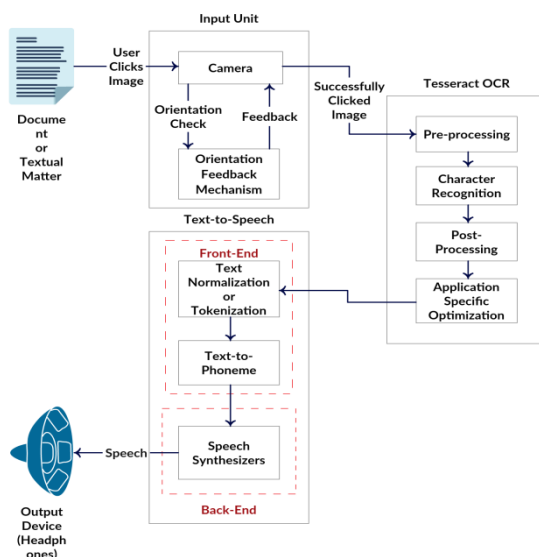 Input Unit
User
Clicks
Image
Camera
Successfully
Clicked
Image
Tesseract OCR
Docume
nt
or
Textual
Matter
Orientation
Check
Feedback
Orientation
Feedback
Mechanism
Pre-processing
Character
Recognition
Post-
Processing
Application
Specific
Optimization
Text-to-Speech
Front-End
Text
Normalization
or
Tokenization
Text-to-
Phoneme
Speech
Synthesizers
Back-End
Speech
Output
Device
(Headph
ones)